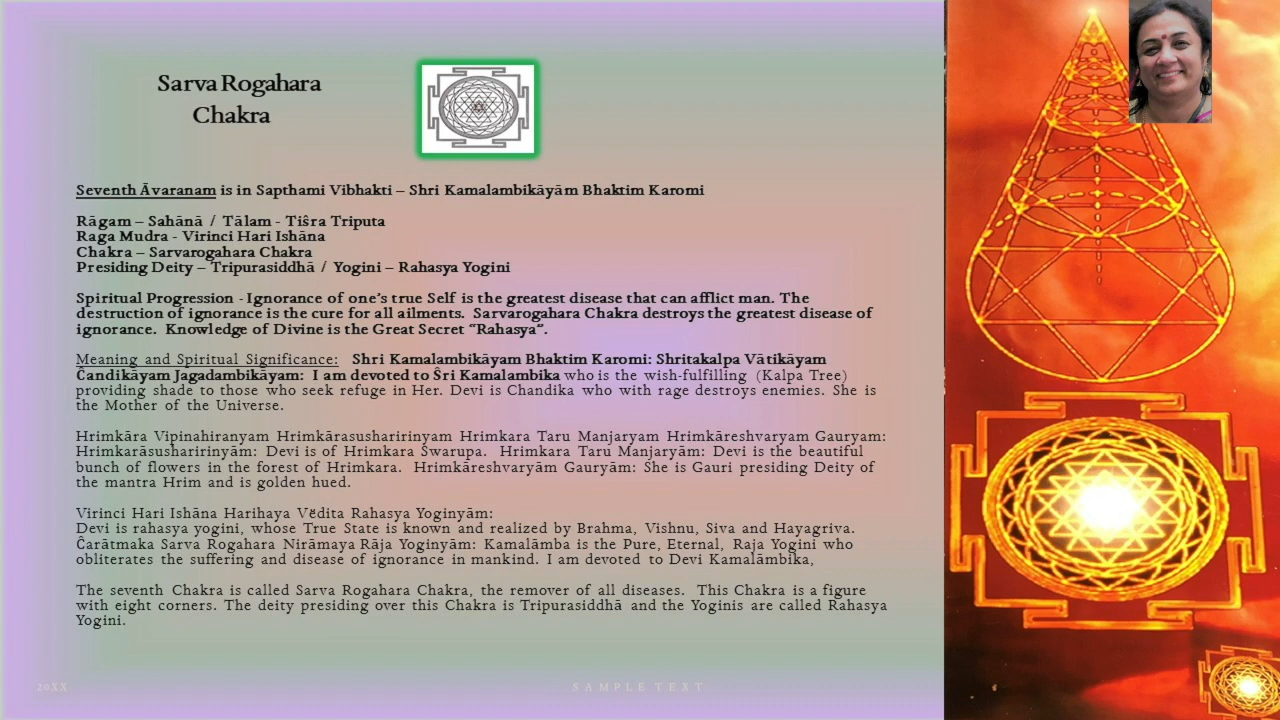 Sarva Rogahara
Chakra
Seventh Āvaranam is in Sapthami Vibhakti – Shri Kamalambikāyām Bhaktim Karomi
Rāgam – Sahānā / Tālam - Tiŝra Triputa
Raga Mudra - Virinci Hari Ishāna
Chakra – Sarvarogahara Chakra
Presiding Deity – Tripurasiddhā / Yogini – Rahasya Yogini
Spiritual Progression - Ignorance of one's true Self is the greatest disease that can afflict man. The
destruction of ignorance is the cure for all ailments. Sarvarogahara Chakra destroys the greatest disease of
ignorance. Knowledge of Divine is the Great Secret "Rahasya".
Meaning and Spiritual Significance: Shri Kamalambikāyam Bhaktim Karomi: Shritakalpa Vātikāyam
Ĉandikāyam Jagadambikāyam: I am devoted to Ŝri Kamalambika who is the wish-fulfilling (Kalpa Tree)
providing shade to those who seek refuge in Her. Devi is Chandika who with rage destroys enemies. She is
the Mother of the Universe.
Hrimkāra Vipinahiranyam Hrimkārasusharirinyam Hrimkara Taru Manjaryam Hrimkāreshvaryam Gauryam:
Hrimkarāsusharirinyām: Devi is of Hrimkara Swarupa. Hrimkara Taru Manjaryām: Devi is the beautiful
bunch of flowers in the forest of Hrimkara. Hrimkāreshvaryām Gauryām: She is Gauri presiding Deity of
the mantra Hrim and is golden hued.
Virinci Hari Ishāna Harihaya Vëdita Rahasya Yoginyām:
Devi is rahasya yogini, whose True State is known and realized by Brahma, Vishnu, Siva and Hayagriva.
Ĉarātmaka Sarva Rogahara Nirāmaya Rāja Yoginyām: Kamalāmba is the Pure, Eternal, Raja Yogini who
obliterates the suffering and disease of ignorance in mankind. I am devoted to Devi Kamalāmbika,
The seventh Chakra is called Sarva Rogahara Chakra, the remover of all diseases. This Chakra is a figure
with eight corners. The deity presiding over this Chakra is Tripurasiddhā and the Yoginis are called Rahasya
Yogini.
20XX
SAMPLE TEXT